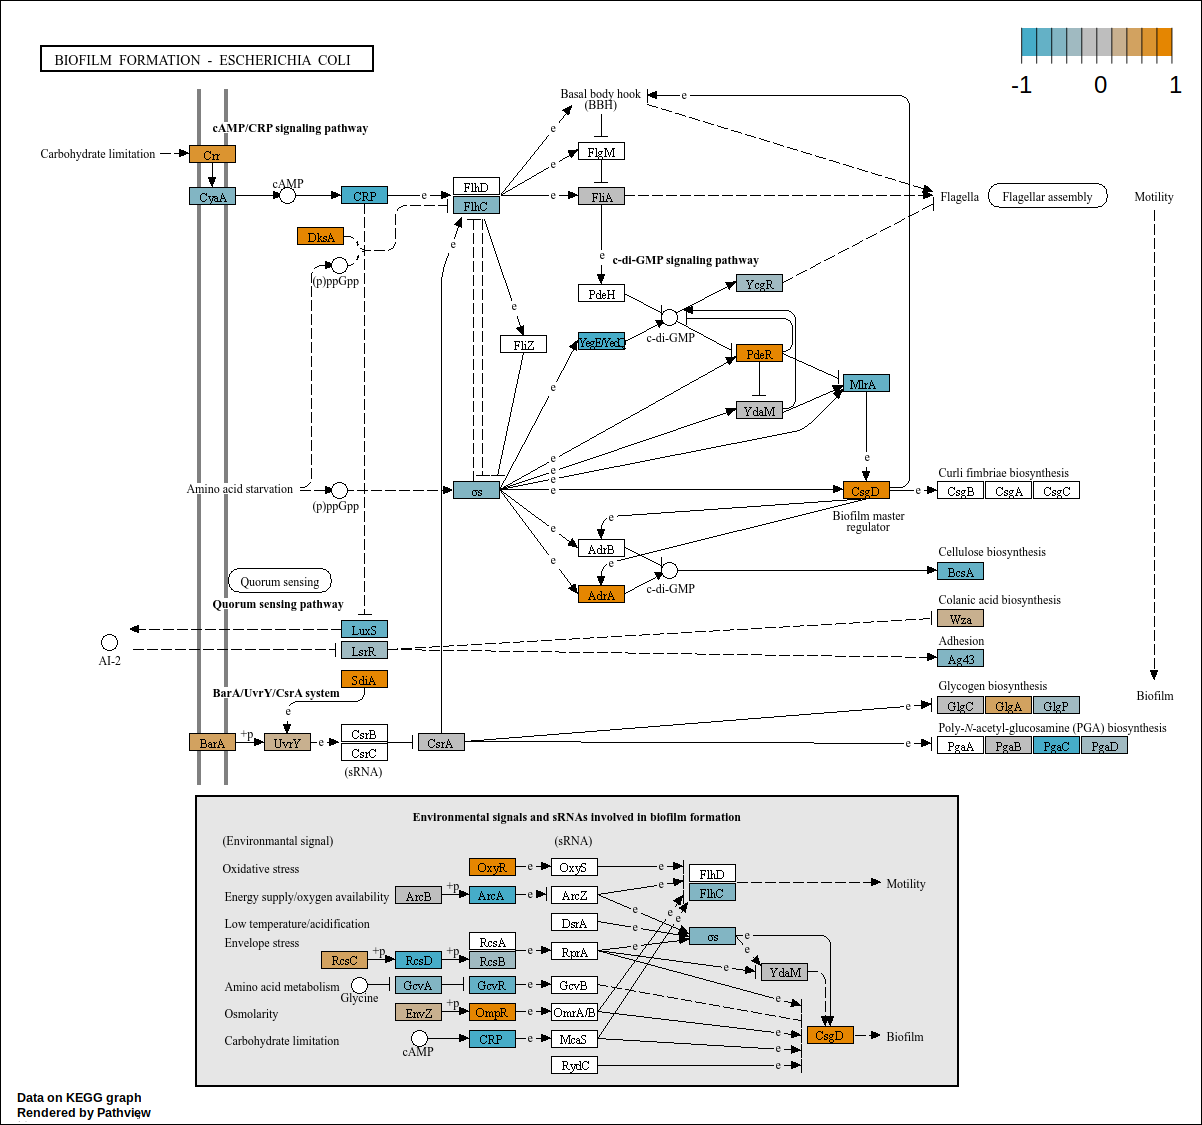 BIOFILM FORMATION - ESCHERICHIA COLI
-1 0 1
Basal body hook
(BBH)
e
cAMP/CRP signaling pathway
Carbohydrate limitation
Crr
e
e
FlgM
CyaA
cAMP
CRP
e
FlhD
FlhC
e
FliA
Flagella
Flagellar assembly
Motility
DksA
e
(p)ppGpp
e
c-di-GMP signaling pathway
PdeH
YcgR
e
FliZ
YegE/YedQ
c-di-GMP
PdeR
MlrA
e
YdaM
e
e
e
e
e
Amino acid starvation
(p)ppGpp
σs
e
CsgD
e
Curli fimbriae biosynthesis
CsgB
CsgA
CsgC
Biofilm master
regulator
e
e
AdrB
e
e
AdrA
c-di-GMP
Cellulose biosynthesis
BcsA
Quorum sensing
Quorum sensing pathway
Colanic acid biosynthesis
Wza
AI-2
LuxS
LsrR
Adhesion
Ag43
SdiA
BarA/UvrY/CsrA system
e
Glycogen biosynthesis
e
GlgC
GlgA
GlgP
Biofilm
BarA
+p
UvrY
e
CsrB
CsrC
(sRNA)
CsrA
Poly-N-acetyl-glucosamine (PGA) biosynthesis
e
PgaA
PgaB
PgaC
PgaD
Environmental signals and sRNAs involved in biofilm formation
(Environmantal signal)
(sRNA)
Oxidative stress
OxyR
e
OxyS
e
FlhD
FlhC
Motility
Energy supply/oxygen availability
ArcB
+p
ArcA
e
ArcZ
e
e
Low temperature/acidification
DsrA
e
e
e
Envelope stress
RcsC
+p
RcsD
+p
RcsA
RcsB
e
RprA
e
σs
e
e
e
YdaM
Amino acid metabolism
Glycine
GcvA
GcvR
e
GcvB
e
Osmolarity
EnvZ
+p
OmpR
e
OmrA/B
e
CsgD
Biofilm
Carbohydrate limitation
cAMP
CRP
e
McaS
e
RydC
e
Data on KEGG graph
Rendered by Pathview